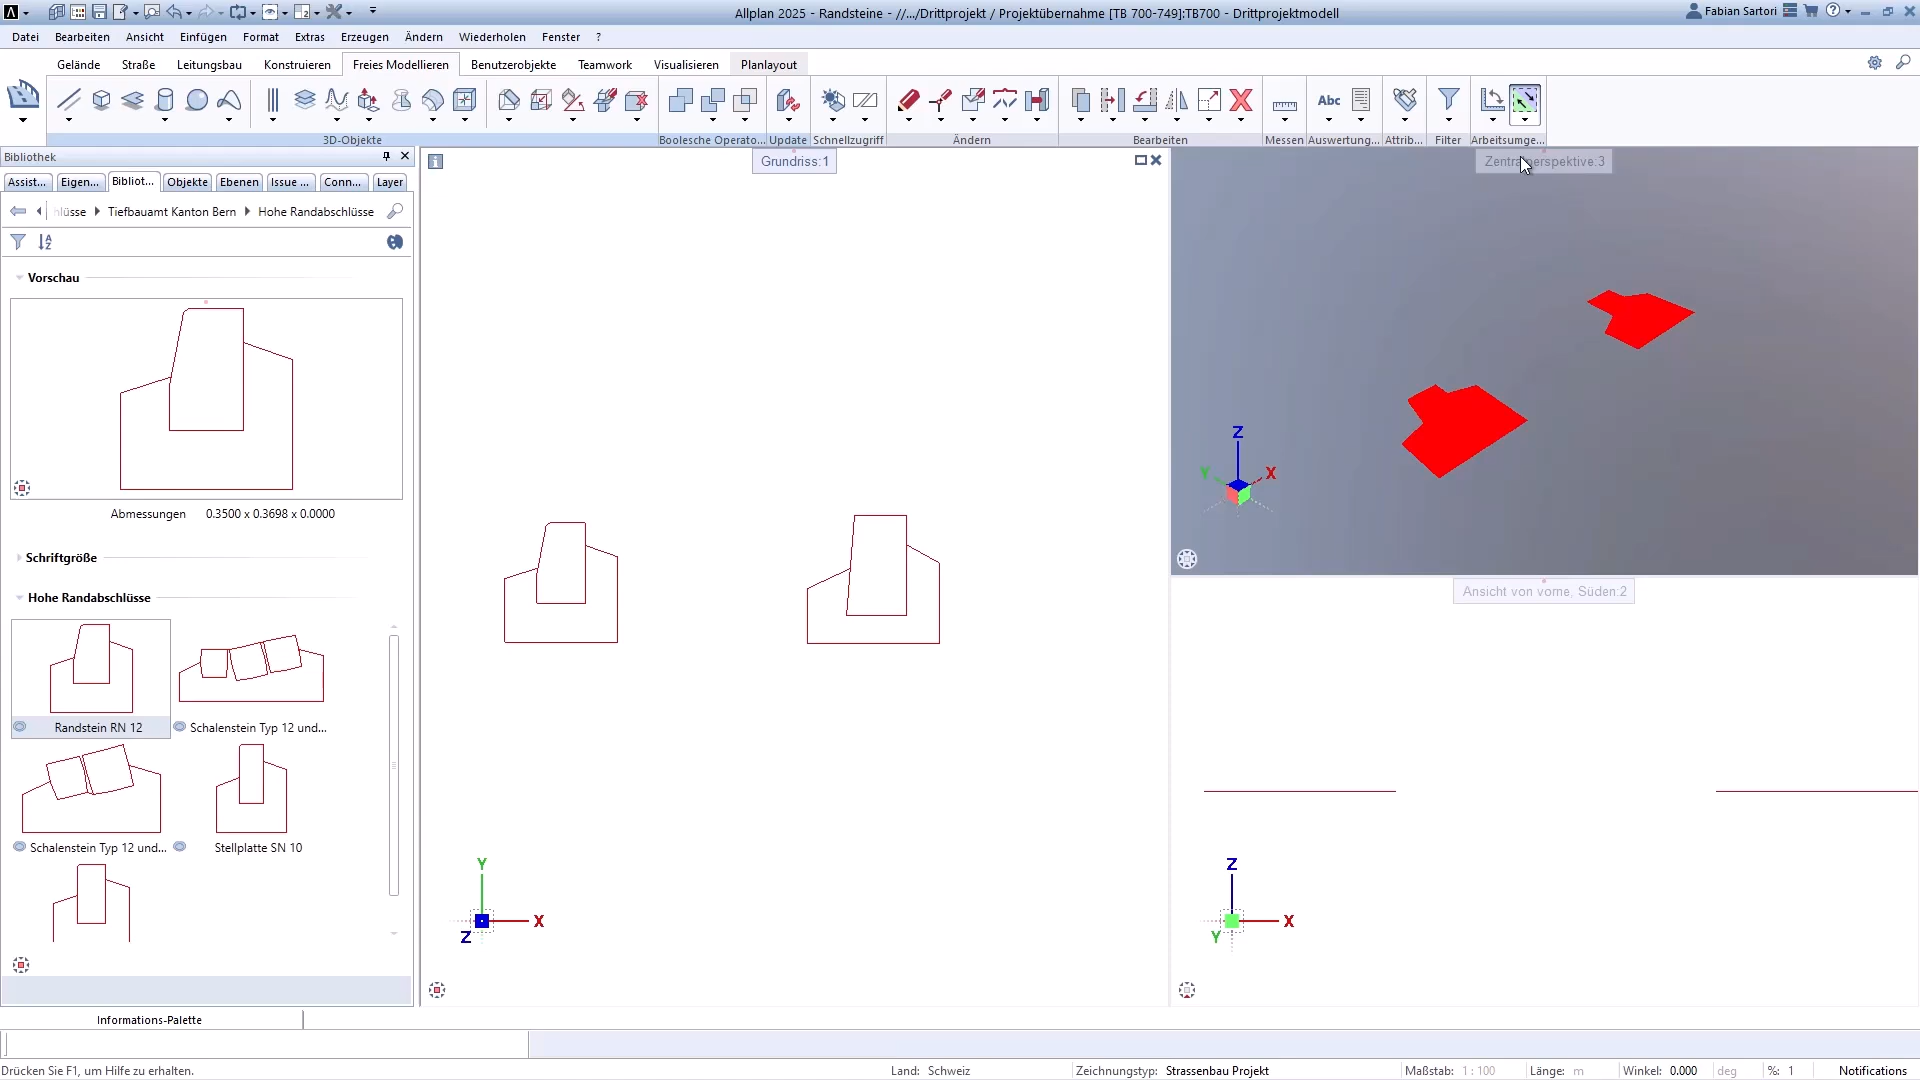 Allplan 2025 - Randsteine - //.../Drittprojekt / Projektübernahme [TB 700-749]:TB700 - Drittprojektmodell
Fabian Sartori
Datei Bearbeiten Ansicht Einfügen Format Extras Erzeugen Ändern Wiederholen Fenster ?
Gelände Straße Leitungsbau Konstruieren Freies Modellieren Benutzerobjekte Teamwork Visualisieren Planlayout
Abc
3D-Objekte Boolesche Operato... Update Schnellzugriff Ändern Bearbeiten Messen Auswertung... Attrib... Filter Arbeitsumge...
Bibliothek
Assist... Eigen... Bibliot... Objekte Ebenen Issue ... Conn... Layer
lüsse Tiefbauamt Kanton Bern Hohe Randabschlüsse
Vorschau
Abmessungen 0.3500 x 0.3698 x 0.0000
Schriftgröße
Hohe Randabschlüsse
Randstein RN 12
Schalenstein Typ 12 und...
Schalenstein Typ 12 und...
Stellplatte SN 10
Informations-Palette
Grundriss:1
Y
X
Z
Zentralperspektive:3
Z
Y
X
Ansicht von vorne, Süden:2
Z
X
Y
Drücken Sie F1, um Hilfe zu erhalten.
Land: Schweiz Zeichnungstyp: Strassenbau Projekt Maßstab: 1 : 100 Länge: m Winkel: 0.000 deg %: 1 Notifications